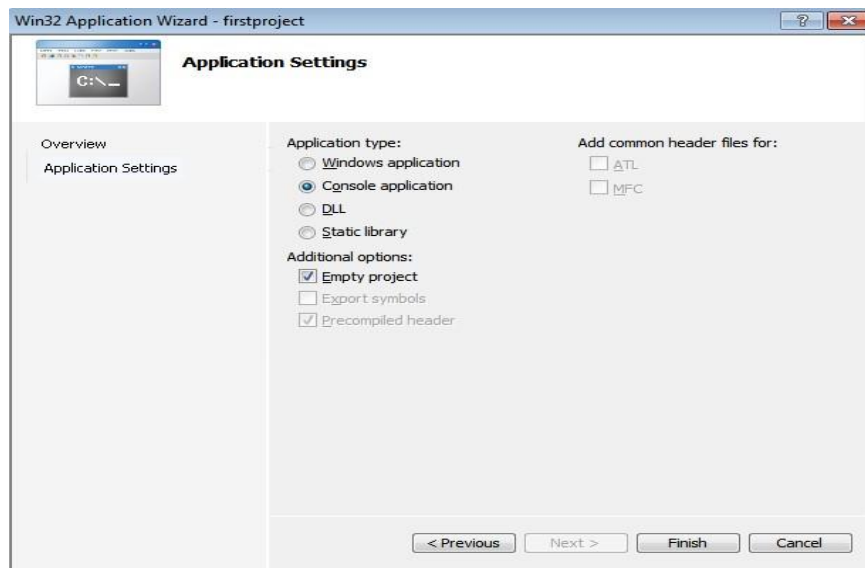 Win32 Application Wizard - firstproject
?
C:\_
Application Settings
Overview
Application Settings
Application type:
Windows application
Console application
DLL
Static library
Additional options:
Empty project
Export symbols
Precompiled header
Add common header files for:
ATL
MFC
< Previous
Next >
Finish
Cancel